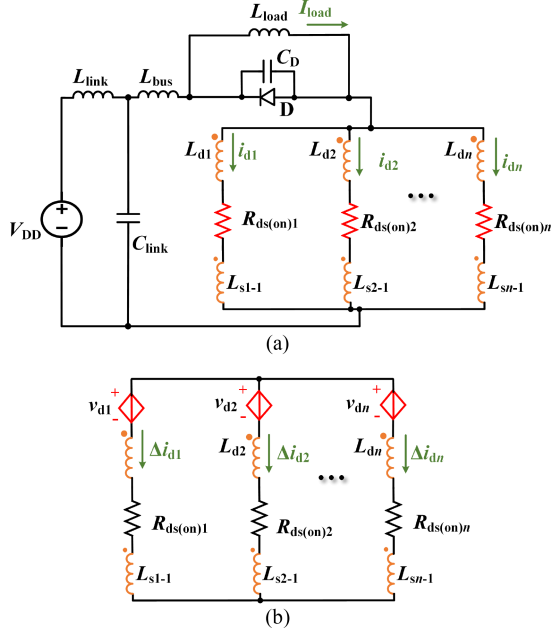 L_load I_load
L_link L_bus C_D
D
L_d1 i_d1 L_d2 i_d2 L_dn i_dn
•••
R_ds(on)1 R_ds(on)2 R_ds(on)n
V_DD + − C_link
L_s1-1 L_s2-1 L_sn-1
(a)
v_d1 + - v_d2 + - v_dn + -
Δi_d1 L_d2 Δi_d2 L_dn Δi_dn
•••
R_ds(on)1 R_ds(on)2 R_ds(on)n
L_s1-1 L_s2-1 L_sn-1
(b)